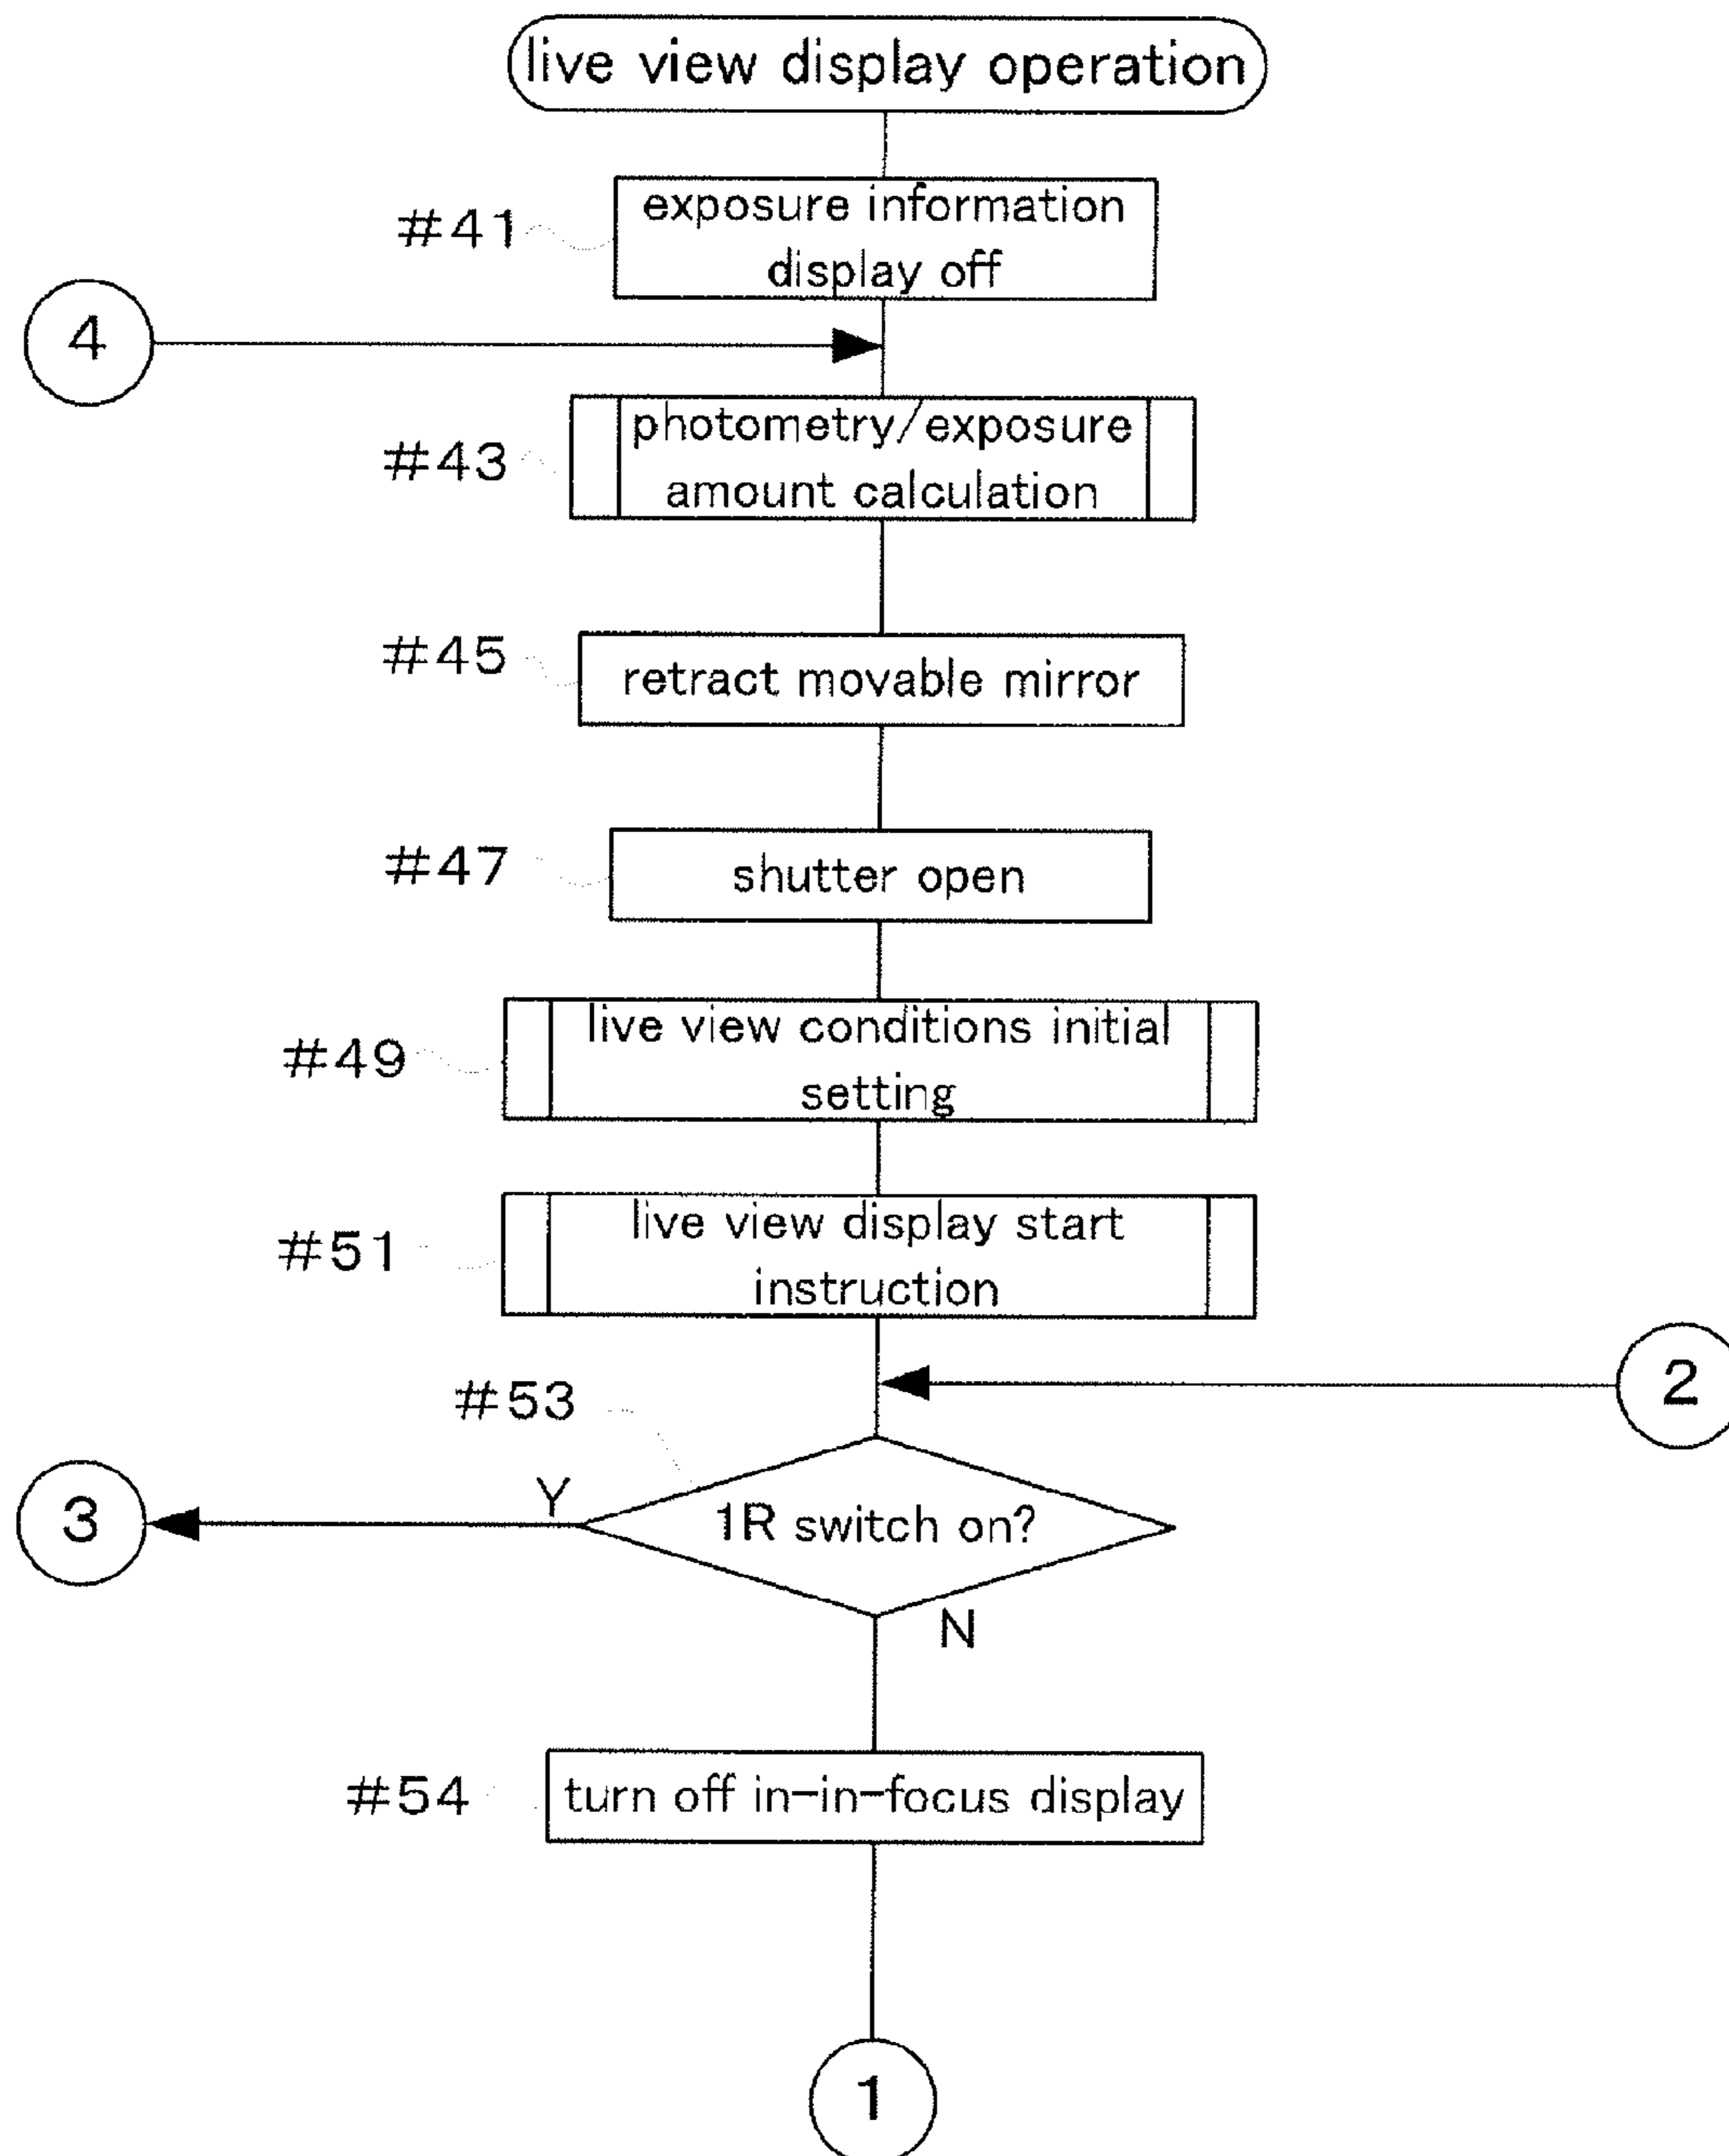 live view display operation
#41
exposure information
display off
4
#43
photometry/exposure
amount calculation
#45
retract movable mirror
#47
shutter open
#49
live view conditions initial
setting
#51
live view display start
instruction
2
#53
3
Y
1R switch on?
N
#54
turn off in-in-focus display
1